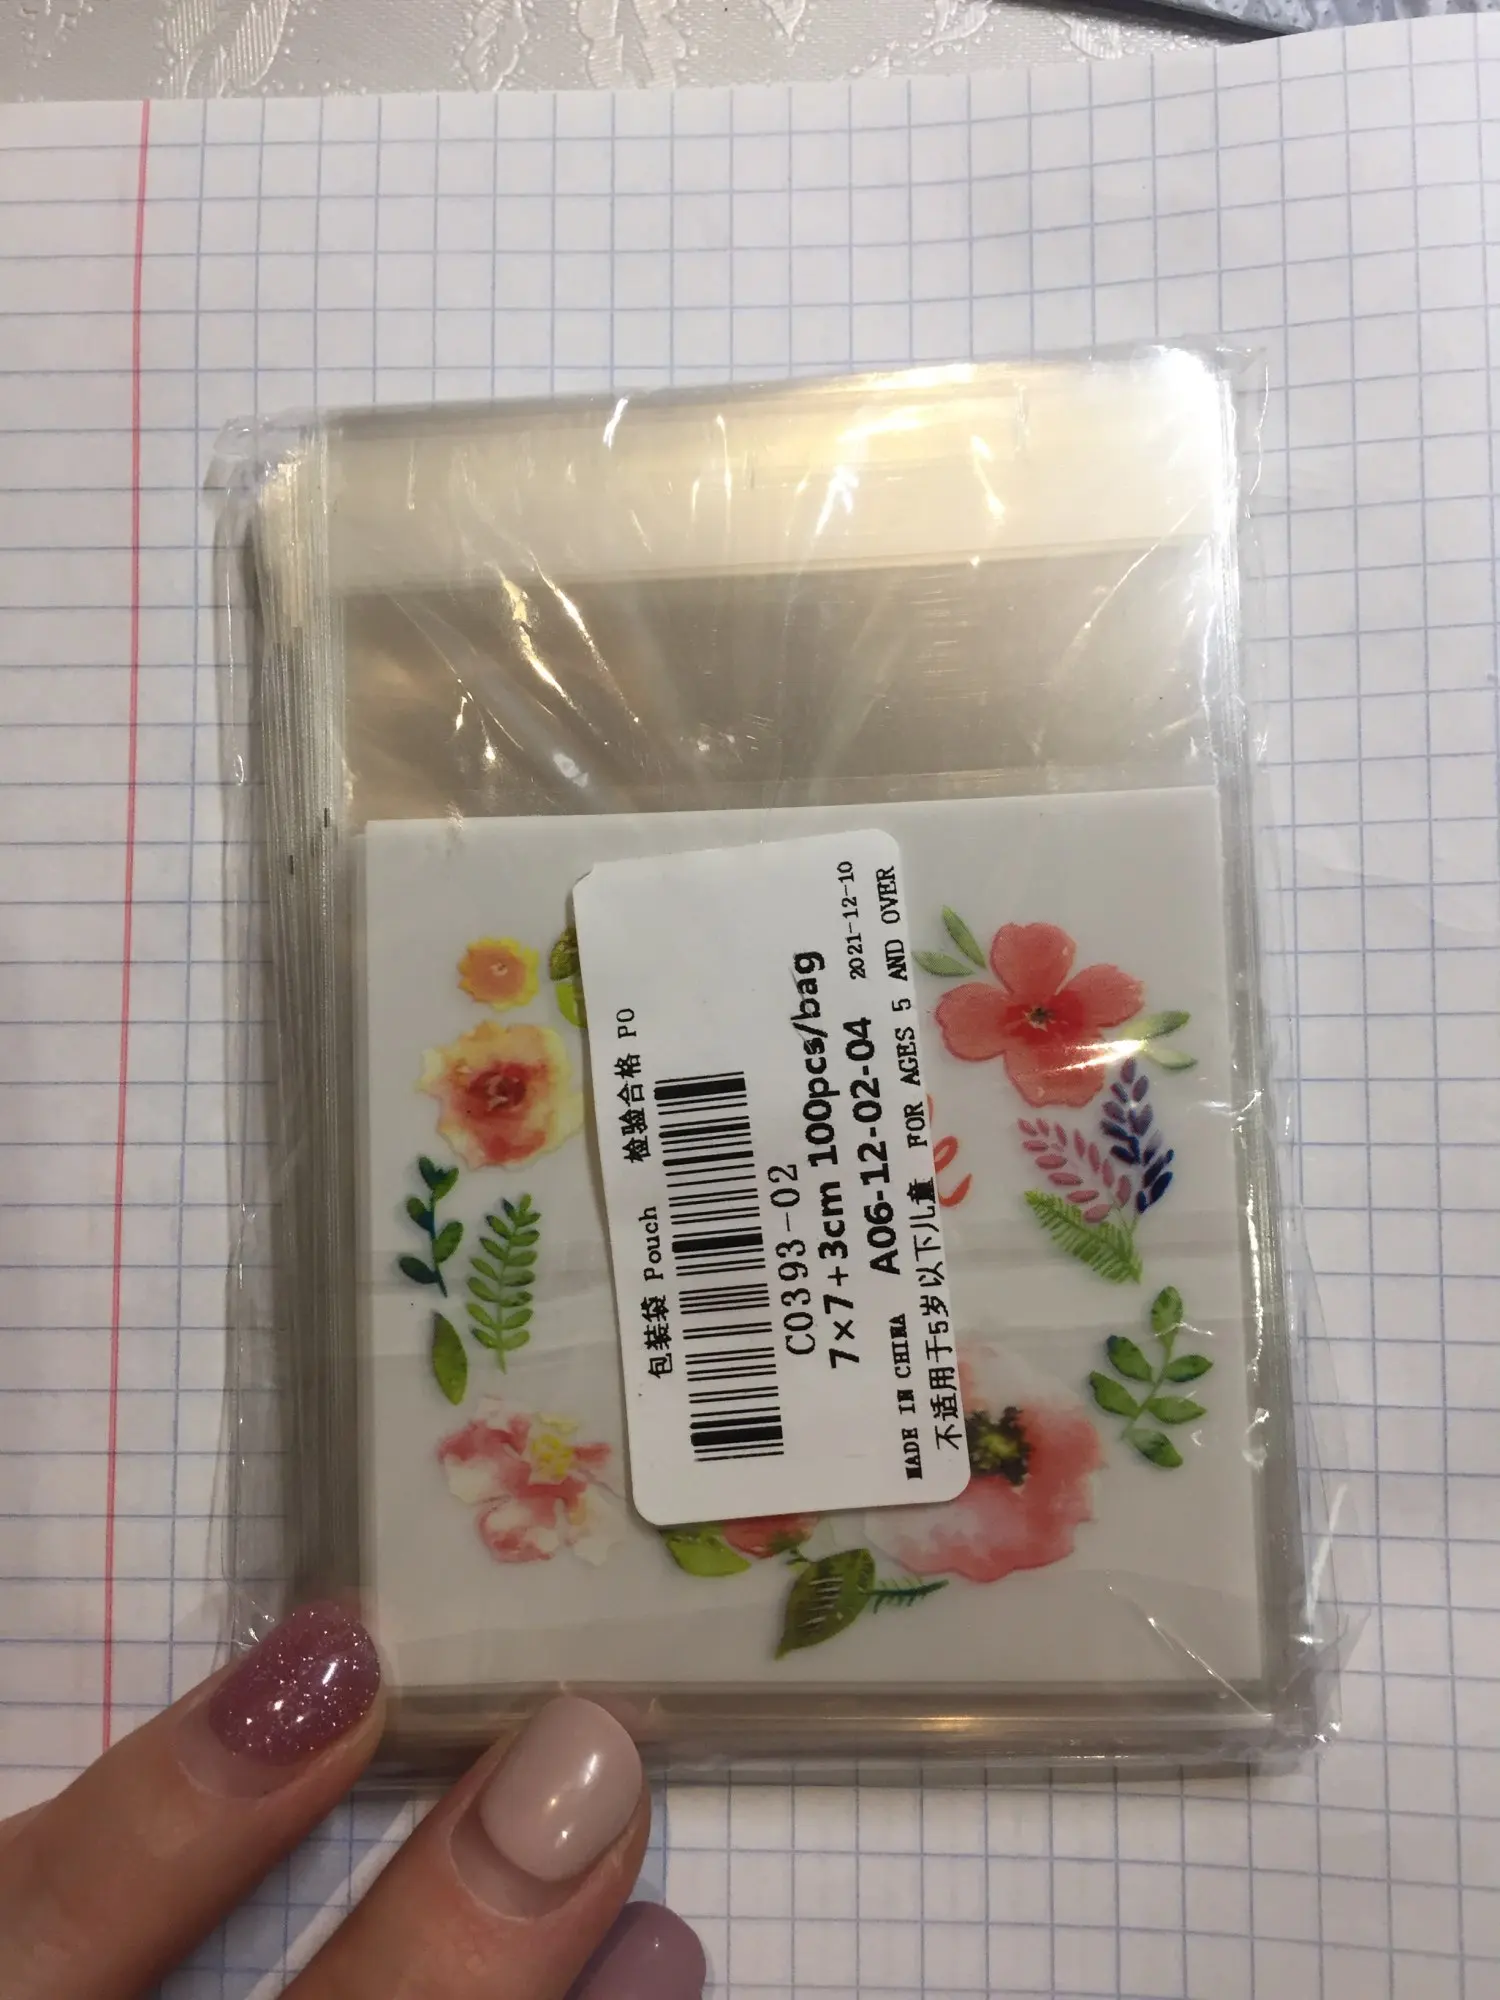 包装袋 Pouch 检验合格 PO
C0393-02
7×7+3cm 100pcs/bag
A06-12-02-04 2021-12-10
MADE IN CHINA FOR AGES 5 AND OVER
不适用于5岁以下儿童